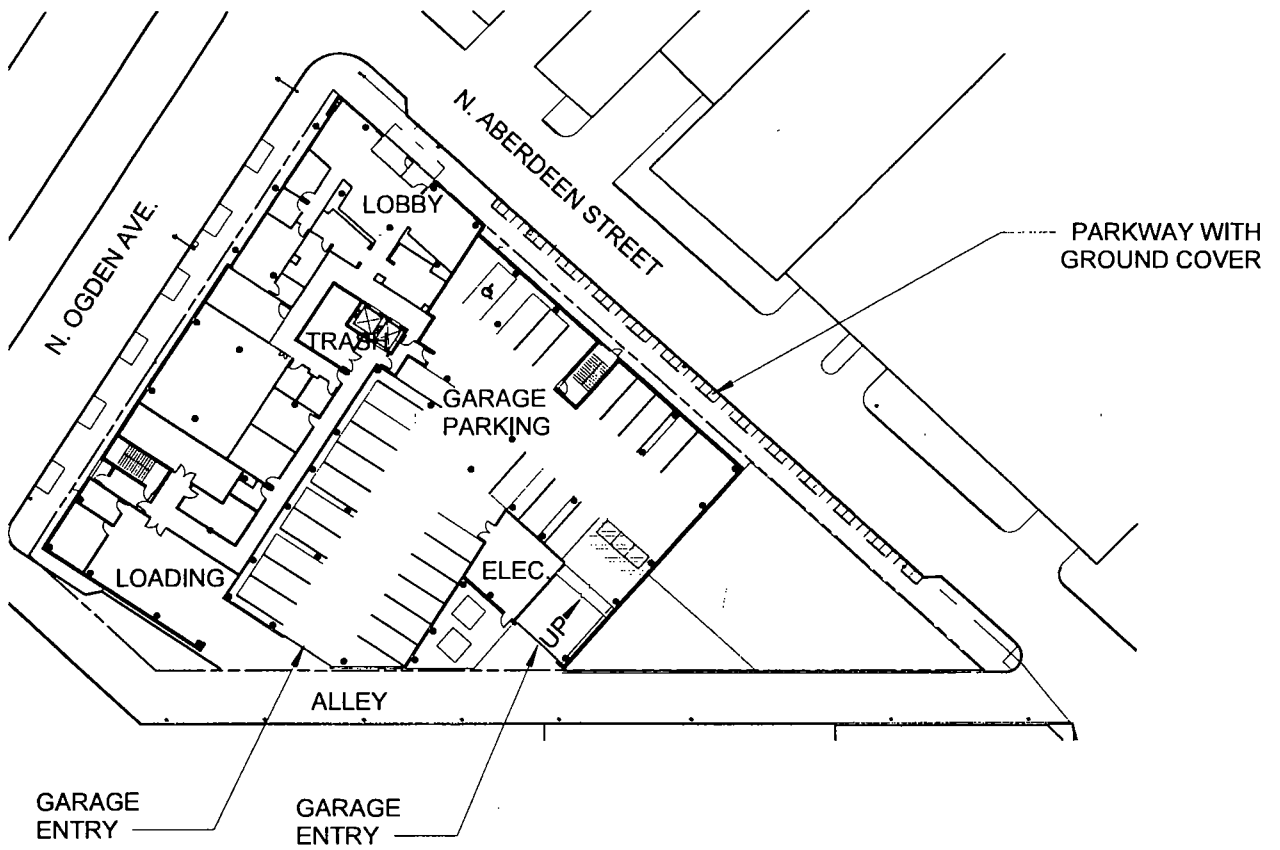 N. ABERDEEN STREET
N. OGDEN AVE.
LOBBY
PARKWAY WITH
GROUND COVER
TRASH
GARAGE
PARKING
ELEC.
LOADING
UP
ALLEY
GARAGE
ENTRY
GARAGE
ENTRY